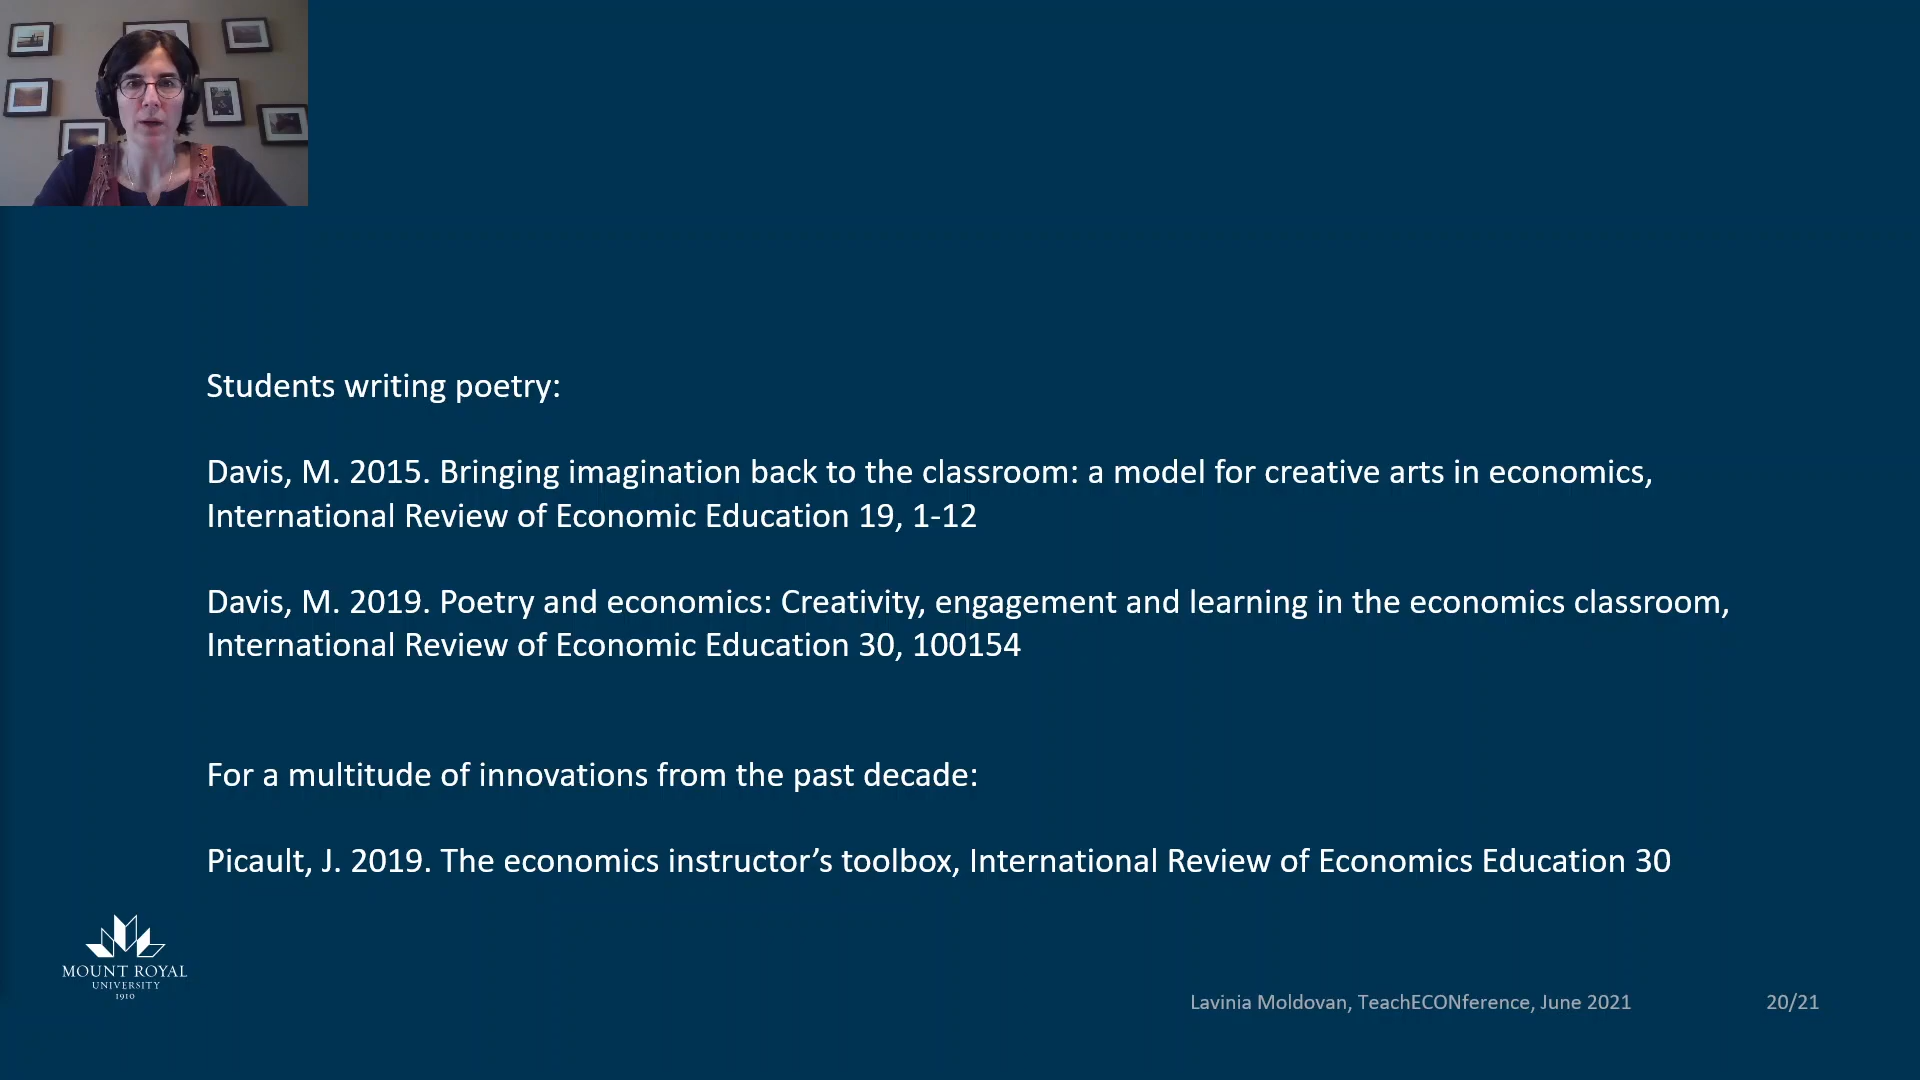 Students writing poetry:
Davis, M. 2015. Bringing imagination back to the classroom: a model for creative arts in economics,
International Review of Economic Education 19, 1-12
Davis, M. 2019. Poetry and economics: Creativity, engagement and learning in the economics classroom,
International Review of Economic Education 30, 100154
For a multitude of innovations from the past decade:
Picault, J. 2019. The economics instructor’s toolbox, International Review of Economics Education 30
MOUNT ROYAL
UNIVERSITY
1910
Lavinia Moldovan, TeachECONference, June 2021
20/21